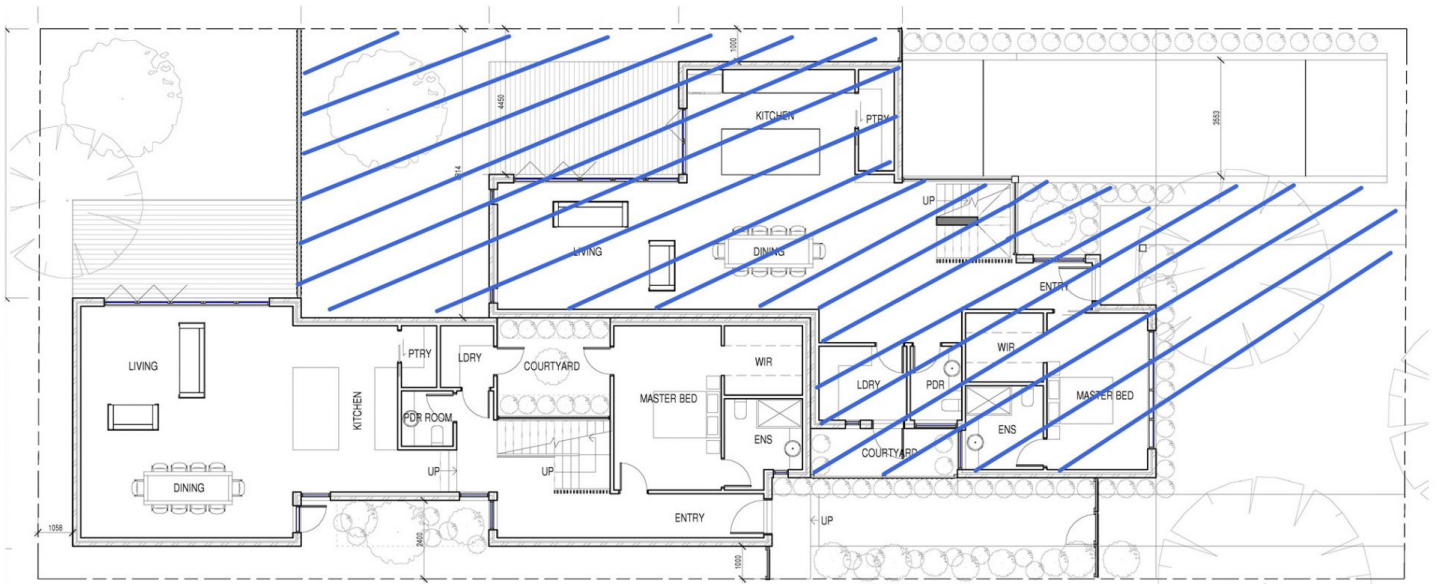 1000
4450
KITCHEN
PTRY
3553
UP
LIVING
DINING
ENTRY
LIVING
PTRY
LDRY
COURTYARD
WIR
MASTER BED
KITCHEN
PDR ROOM
ENS
LDRY
PDR
WIR
MASTER BED
ENS
COURTYARD
UP
UP
DINING
ENTRY
UP
1058
2400
1000